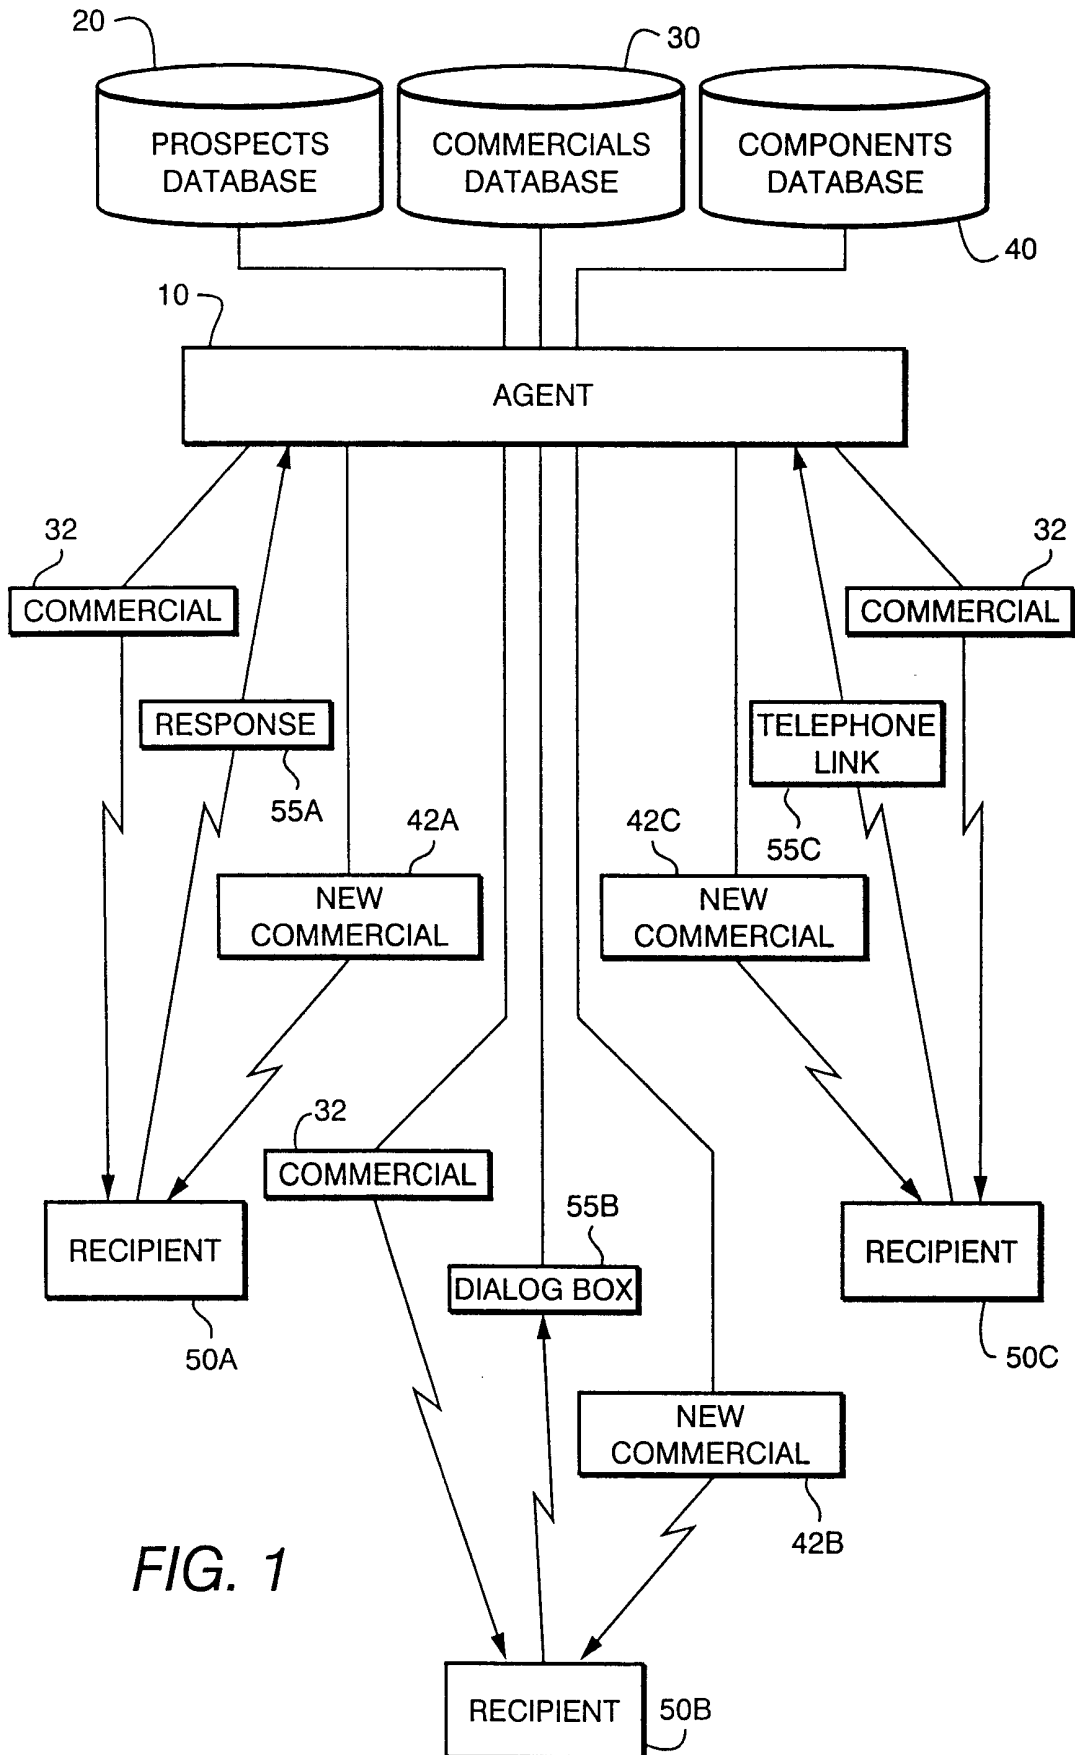 20
30
PROSPECTS
DATABASE
COMMERCIALS
DATABASE
COMPONENTS
DATABASE
40
10
AGENT
32
COMMERCIAL
32
COMMERCIAL
RESPONSE
55A
TELEPHONE
LINK
55C
42A
NEW
COMMERCIAL
42C
NEW
COMMERCIAL
32
COMMERCIAL
55B
DIALOG BOX
RECIPIENT
50A
RECIPIENT
50C
NEW
COMMERCIAL
42B
FIG. 1
RECIPIENT
50B